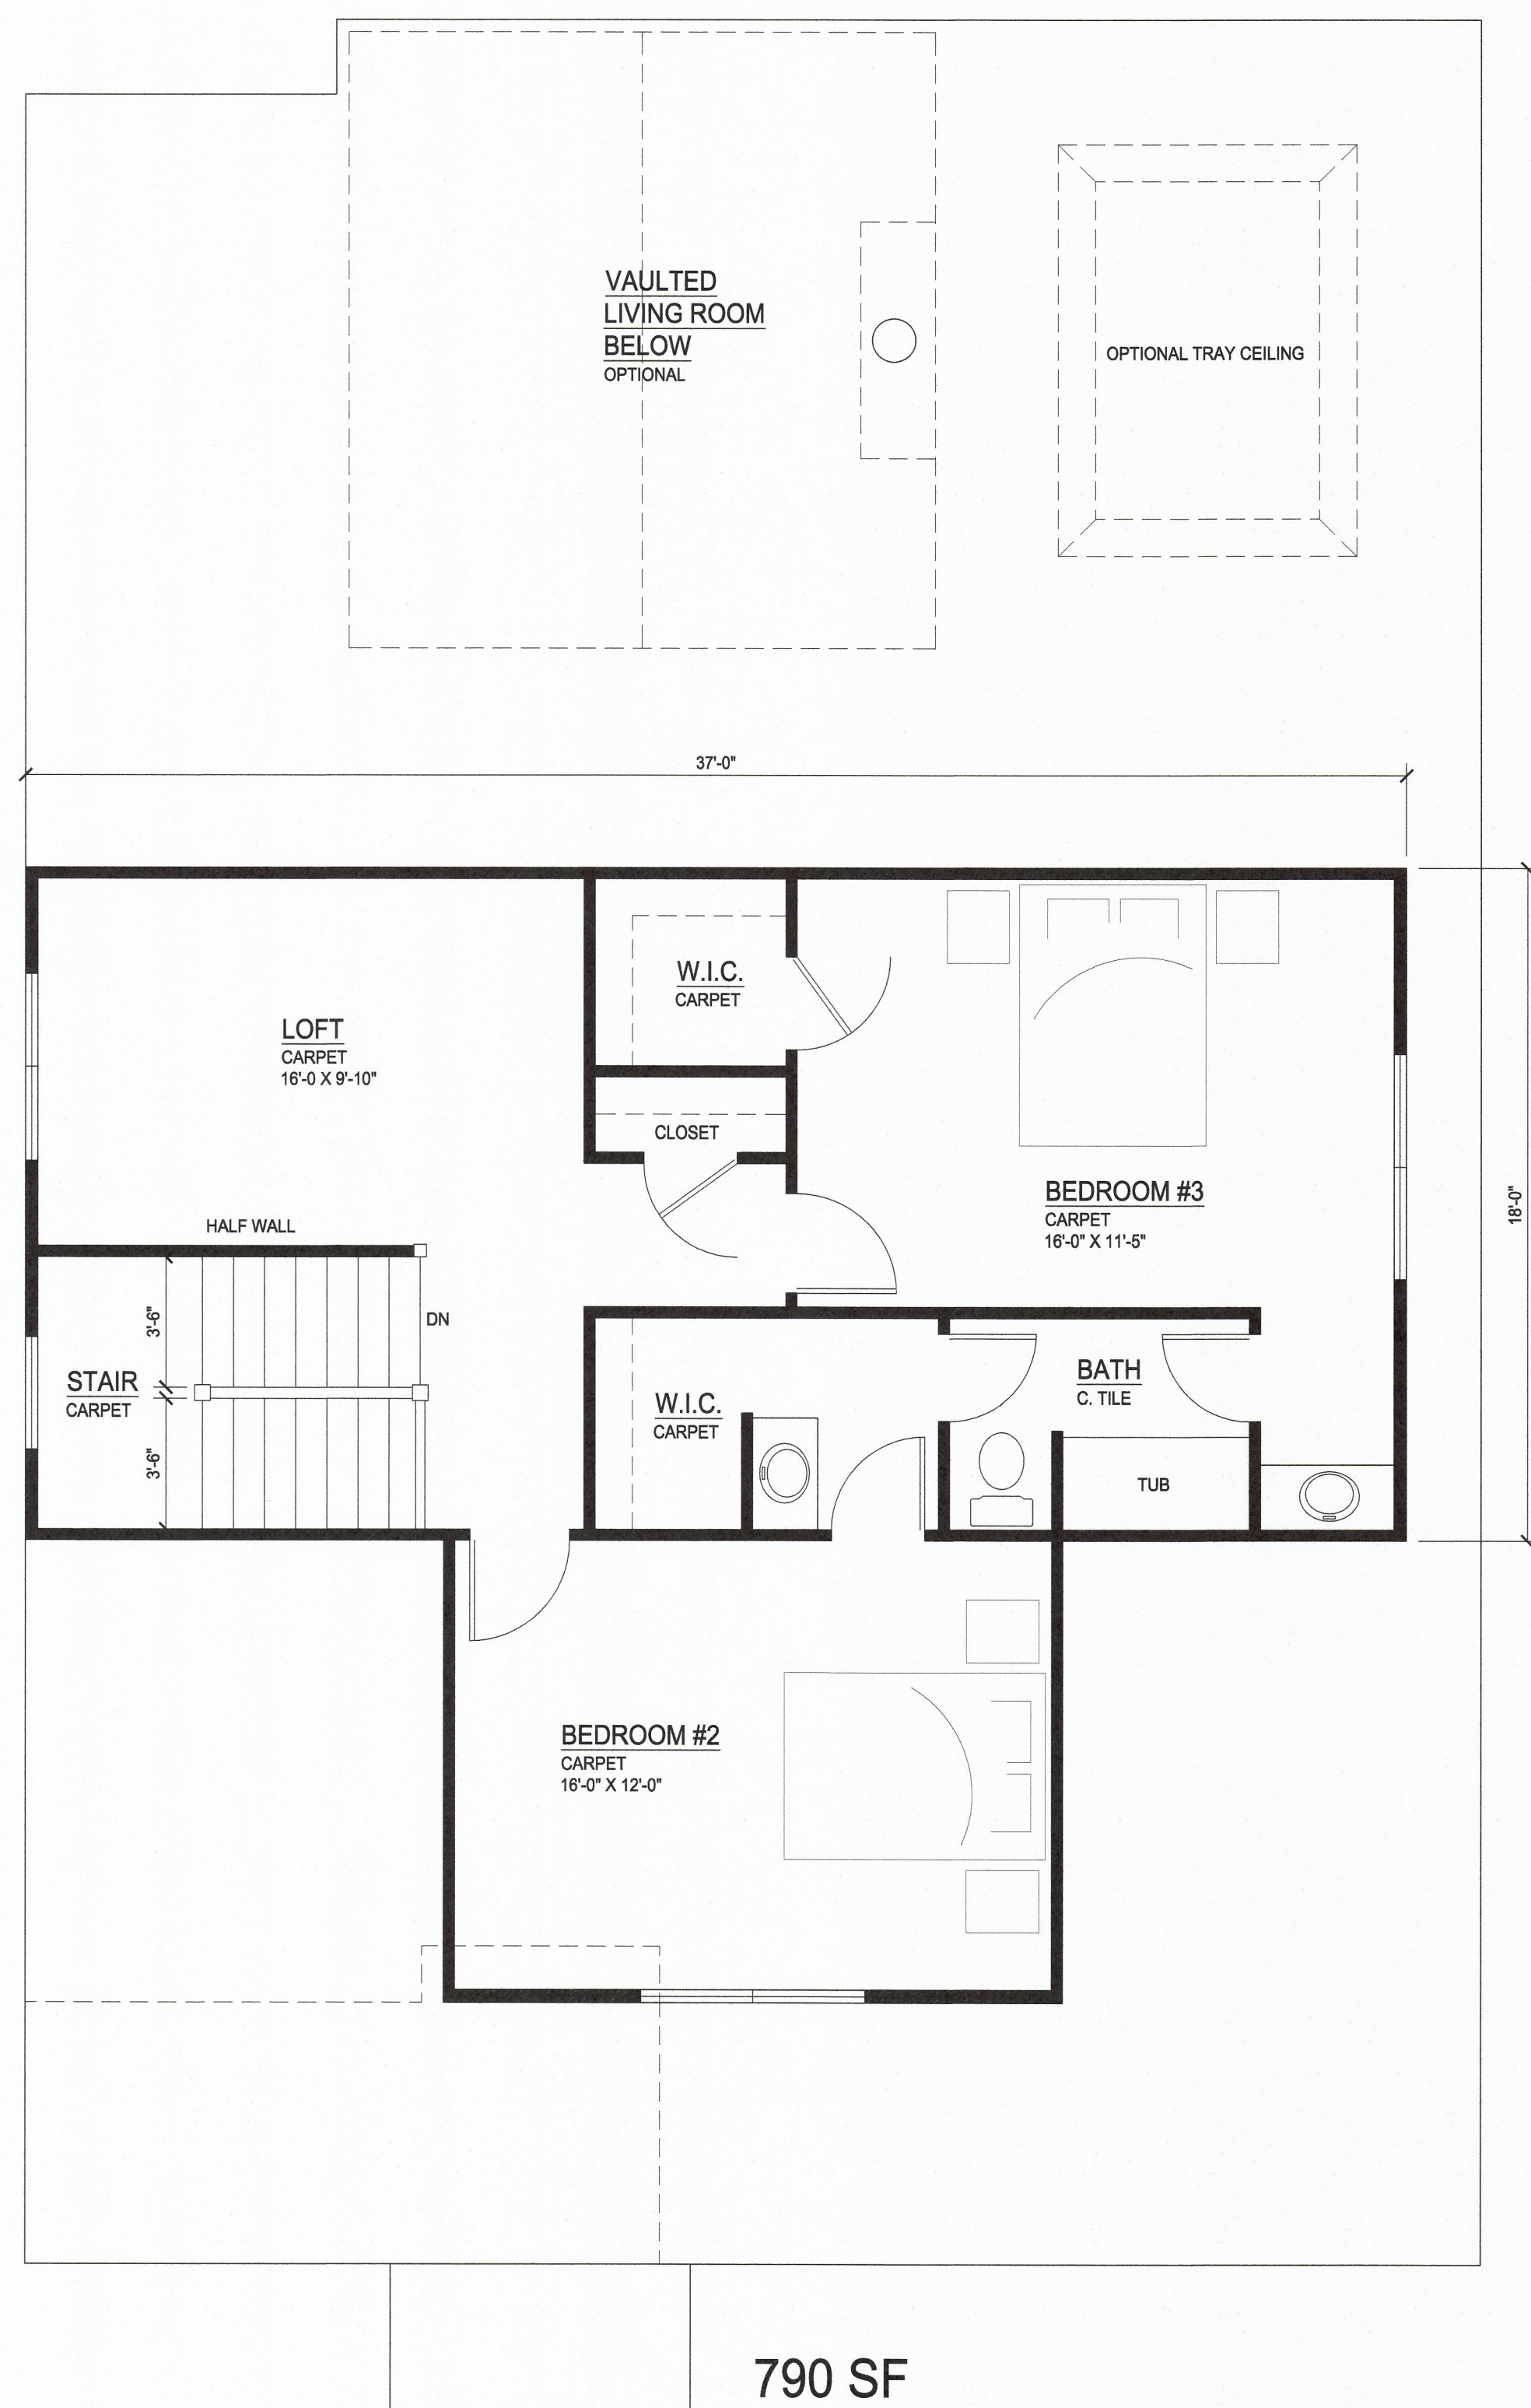 VAULTED
LIVING ROOM
BELOW
OPTIONAL
OPTIONAL TRAY CEILING
37'-0"
W.I.C.
CARPET
LOFT
CARPET
16'-0 X 9'-10"
CLOSET
BEDROOM #3
CARPET
16'-0" X 11'-5"
18'-0"
HALF WALL
3'-6"
DN
STAIR
CARPET
3'-6"
W.I.C.
CARPET
BATH
C. TILE
TUB
BEDROOM #2
CARPET
16'-0" X 12'-0"
790 SF